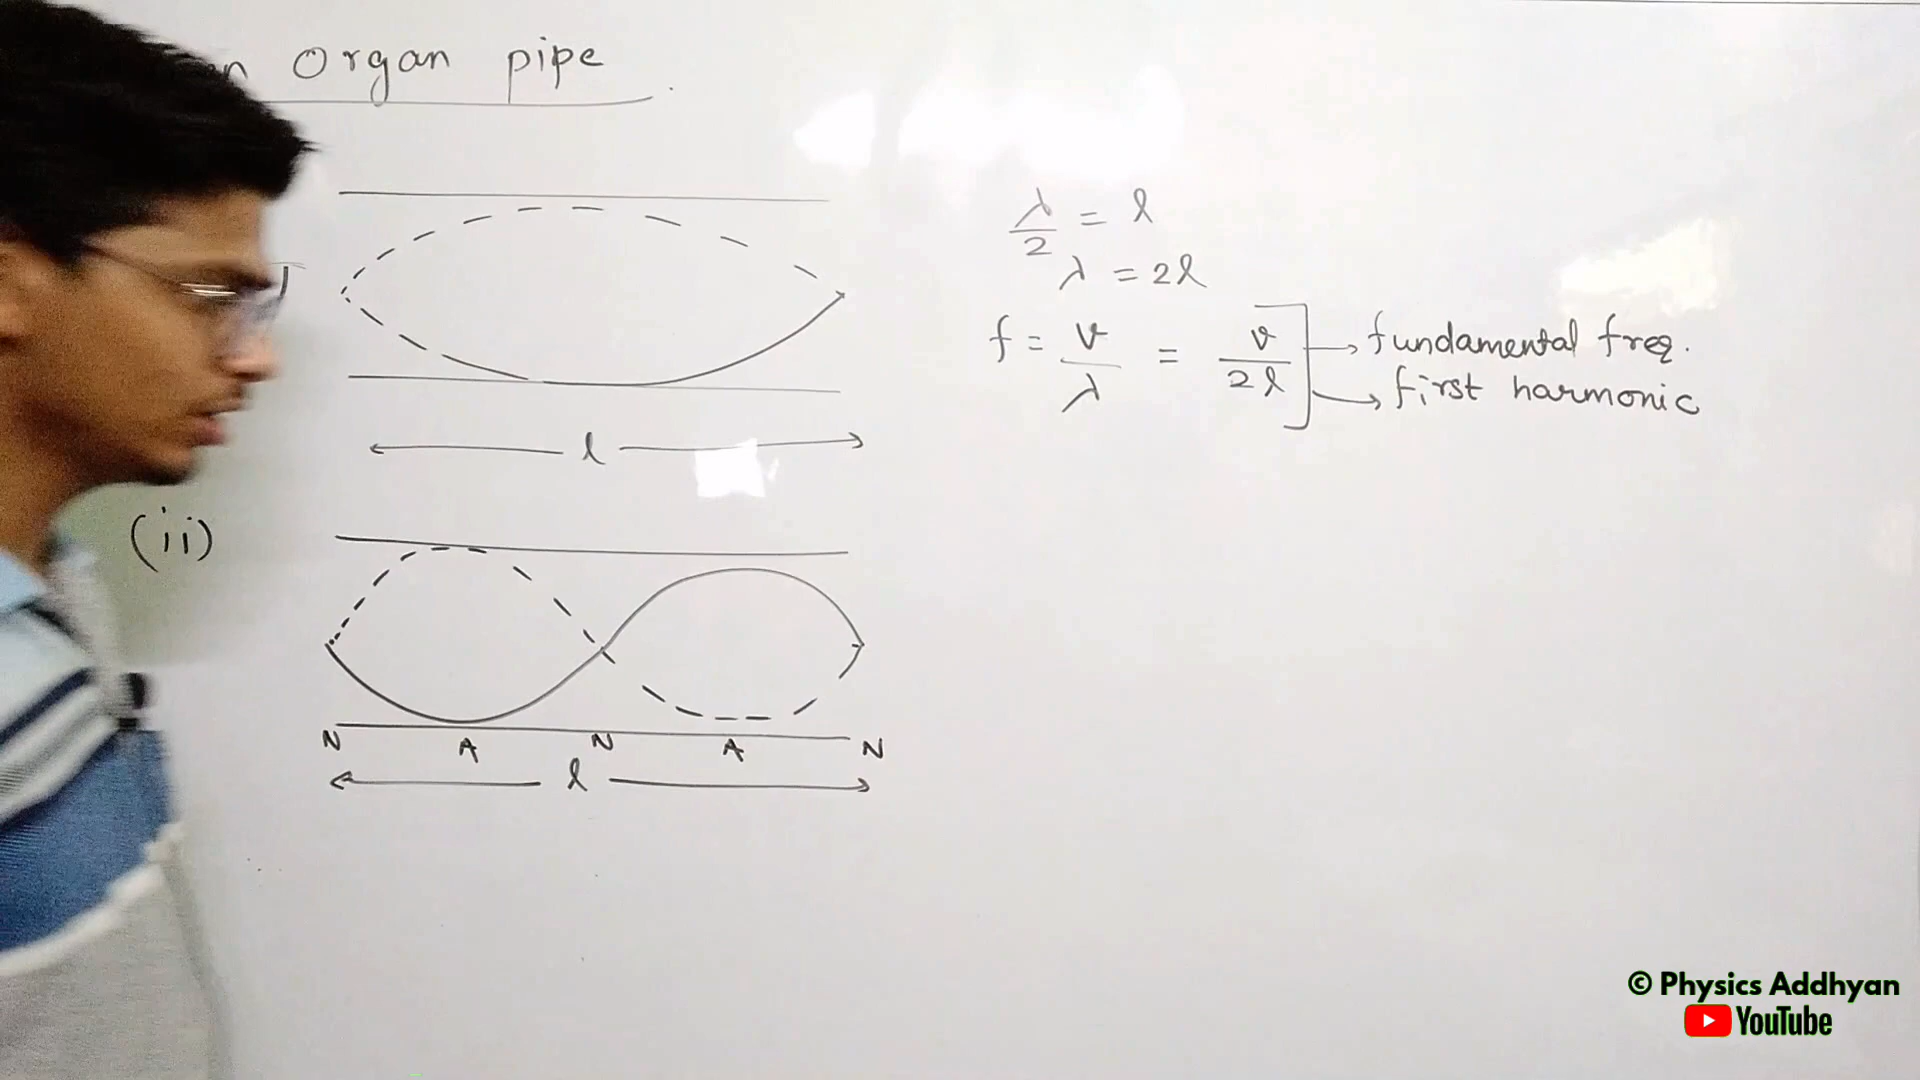 Organ pipe
λ/2 = l
λ = 2l
f = v/λ = v/2l → fundamental freq.
→ first harmonic
l
(ii)
N A N A N
l
© Physics Addhyan
YouTube